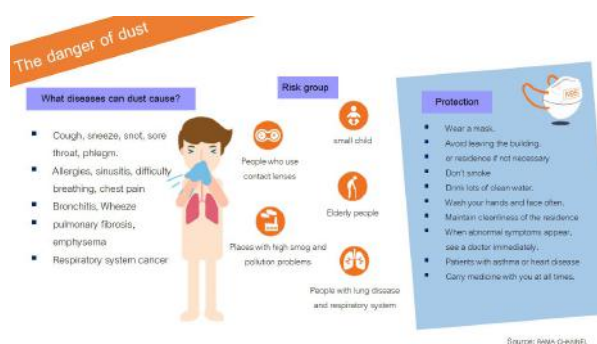 The danger of dust
What diseases can dust cause?
Cough, sneeze, snot, sore
throat, phlegm.
Allergies, sinusitis, difficulty
breathing, chest pain
Bronchitis, Wheeze
pulmonary fibrosis,
emphysema
Respiratory system cancer
Risk group
People who use
contact lenses
small child
Elderly people
Places with high smog and
pollution problems
People with lung disease
and respiratory system
Protection
N95
Wear a mask.
Avoid leaving the building.
or residence if not necessary
Don't smoke
Drink lots of clean water.
Wash your hands and face often.
Maintain cleanliness of the residence
When abnormal symptoms appear,
see a doctor immediately.
Patients with asthma or heart disease
Carry medicine with you at all times.
Source: RAMA CHANNEL